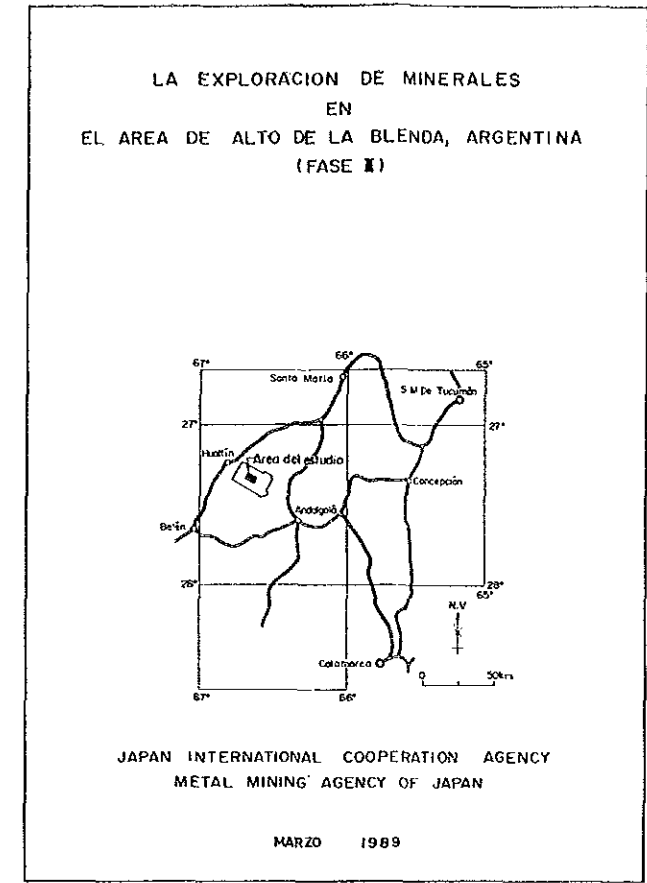 LA EXPLORACION DE MINERALES
EN
EL AREA DE ALTO DE LA BLENDA, ARGENTINA
(FASE
67°
66°
65°
Santa Maria
S.M De Tucumán
27°
27°
Hualfín
Area del estudio
Concepción
Andalgalá
Belén
28°
28°
65°
N.V
Catamarca
0 50km
67°
66°
JAPAN INTERNATIONAL COOPERATION AGENCY
METAL MINING AGENCY OF JAPAN
MARZO 1989